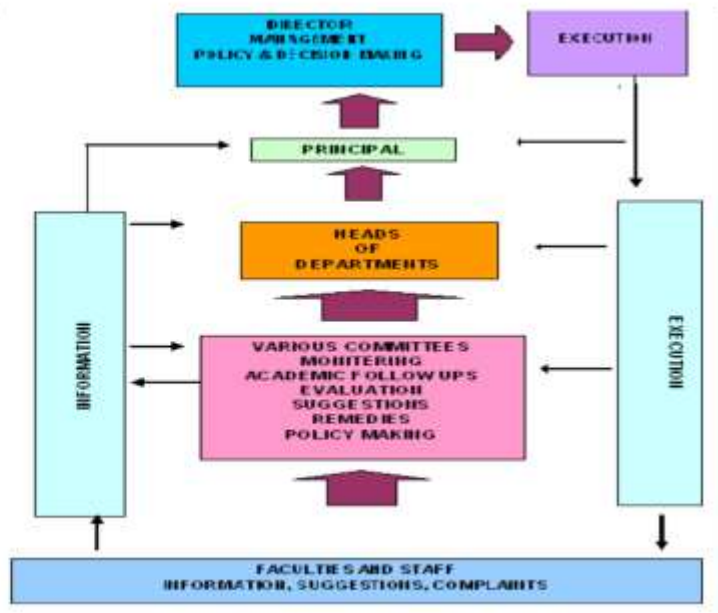 DIRECTOR
MANAGEMENT
POLICY & DECISION MAKING
EXECUTION
PRINCIPAL
HEADS
OF
DEPARTMENTS
INFORMATION
VARIOUS COMMITTEES
MONITERING
ACADEMIC FOLLOW UPS
EVALUATION
SUGGESTIONS
REMEDIES
POLICY MAKING
EXECUTION
FACULTIES AND STAFF
INFORMATION, SUGGESTIONS, COMPLAINTS